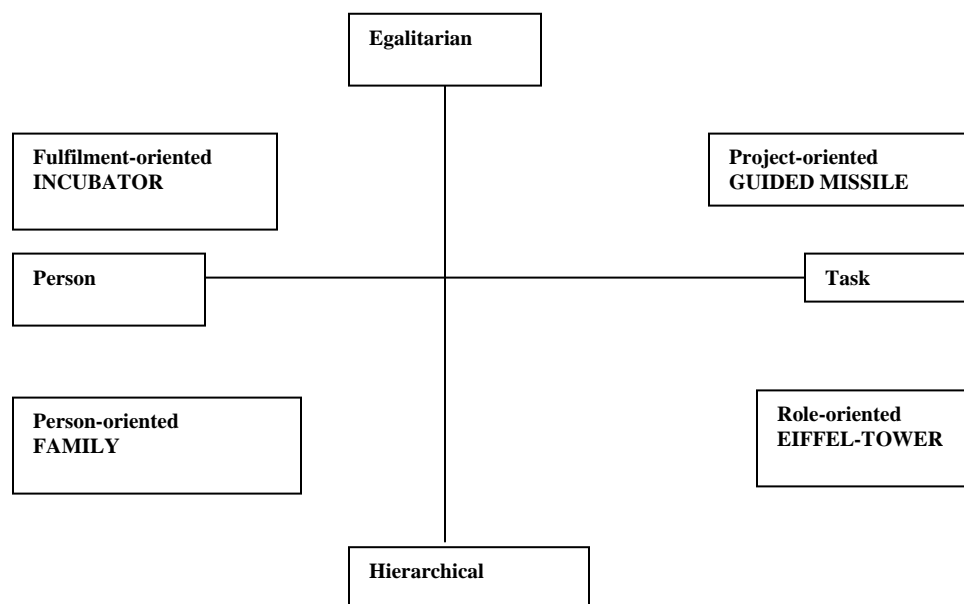 Egalitarian
Fulfilment-oriented
INCUBATOR
Project-oriented
GUIDED MISSILE
Person
Task
Person-oriented
FAMILY
Role-oriented
EIFFEL-TOWER
Hierarchical